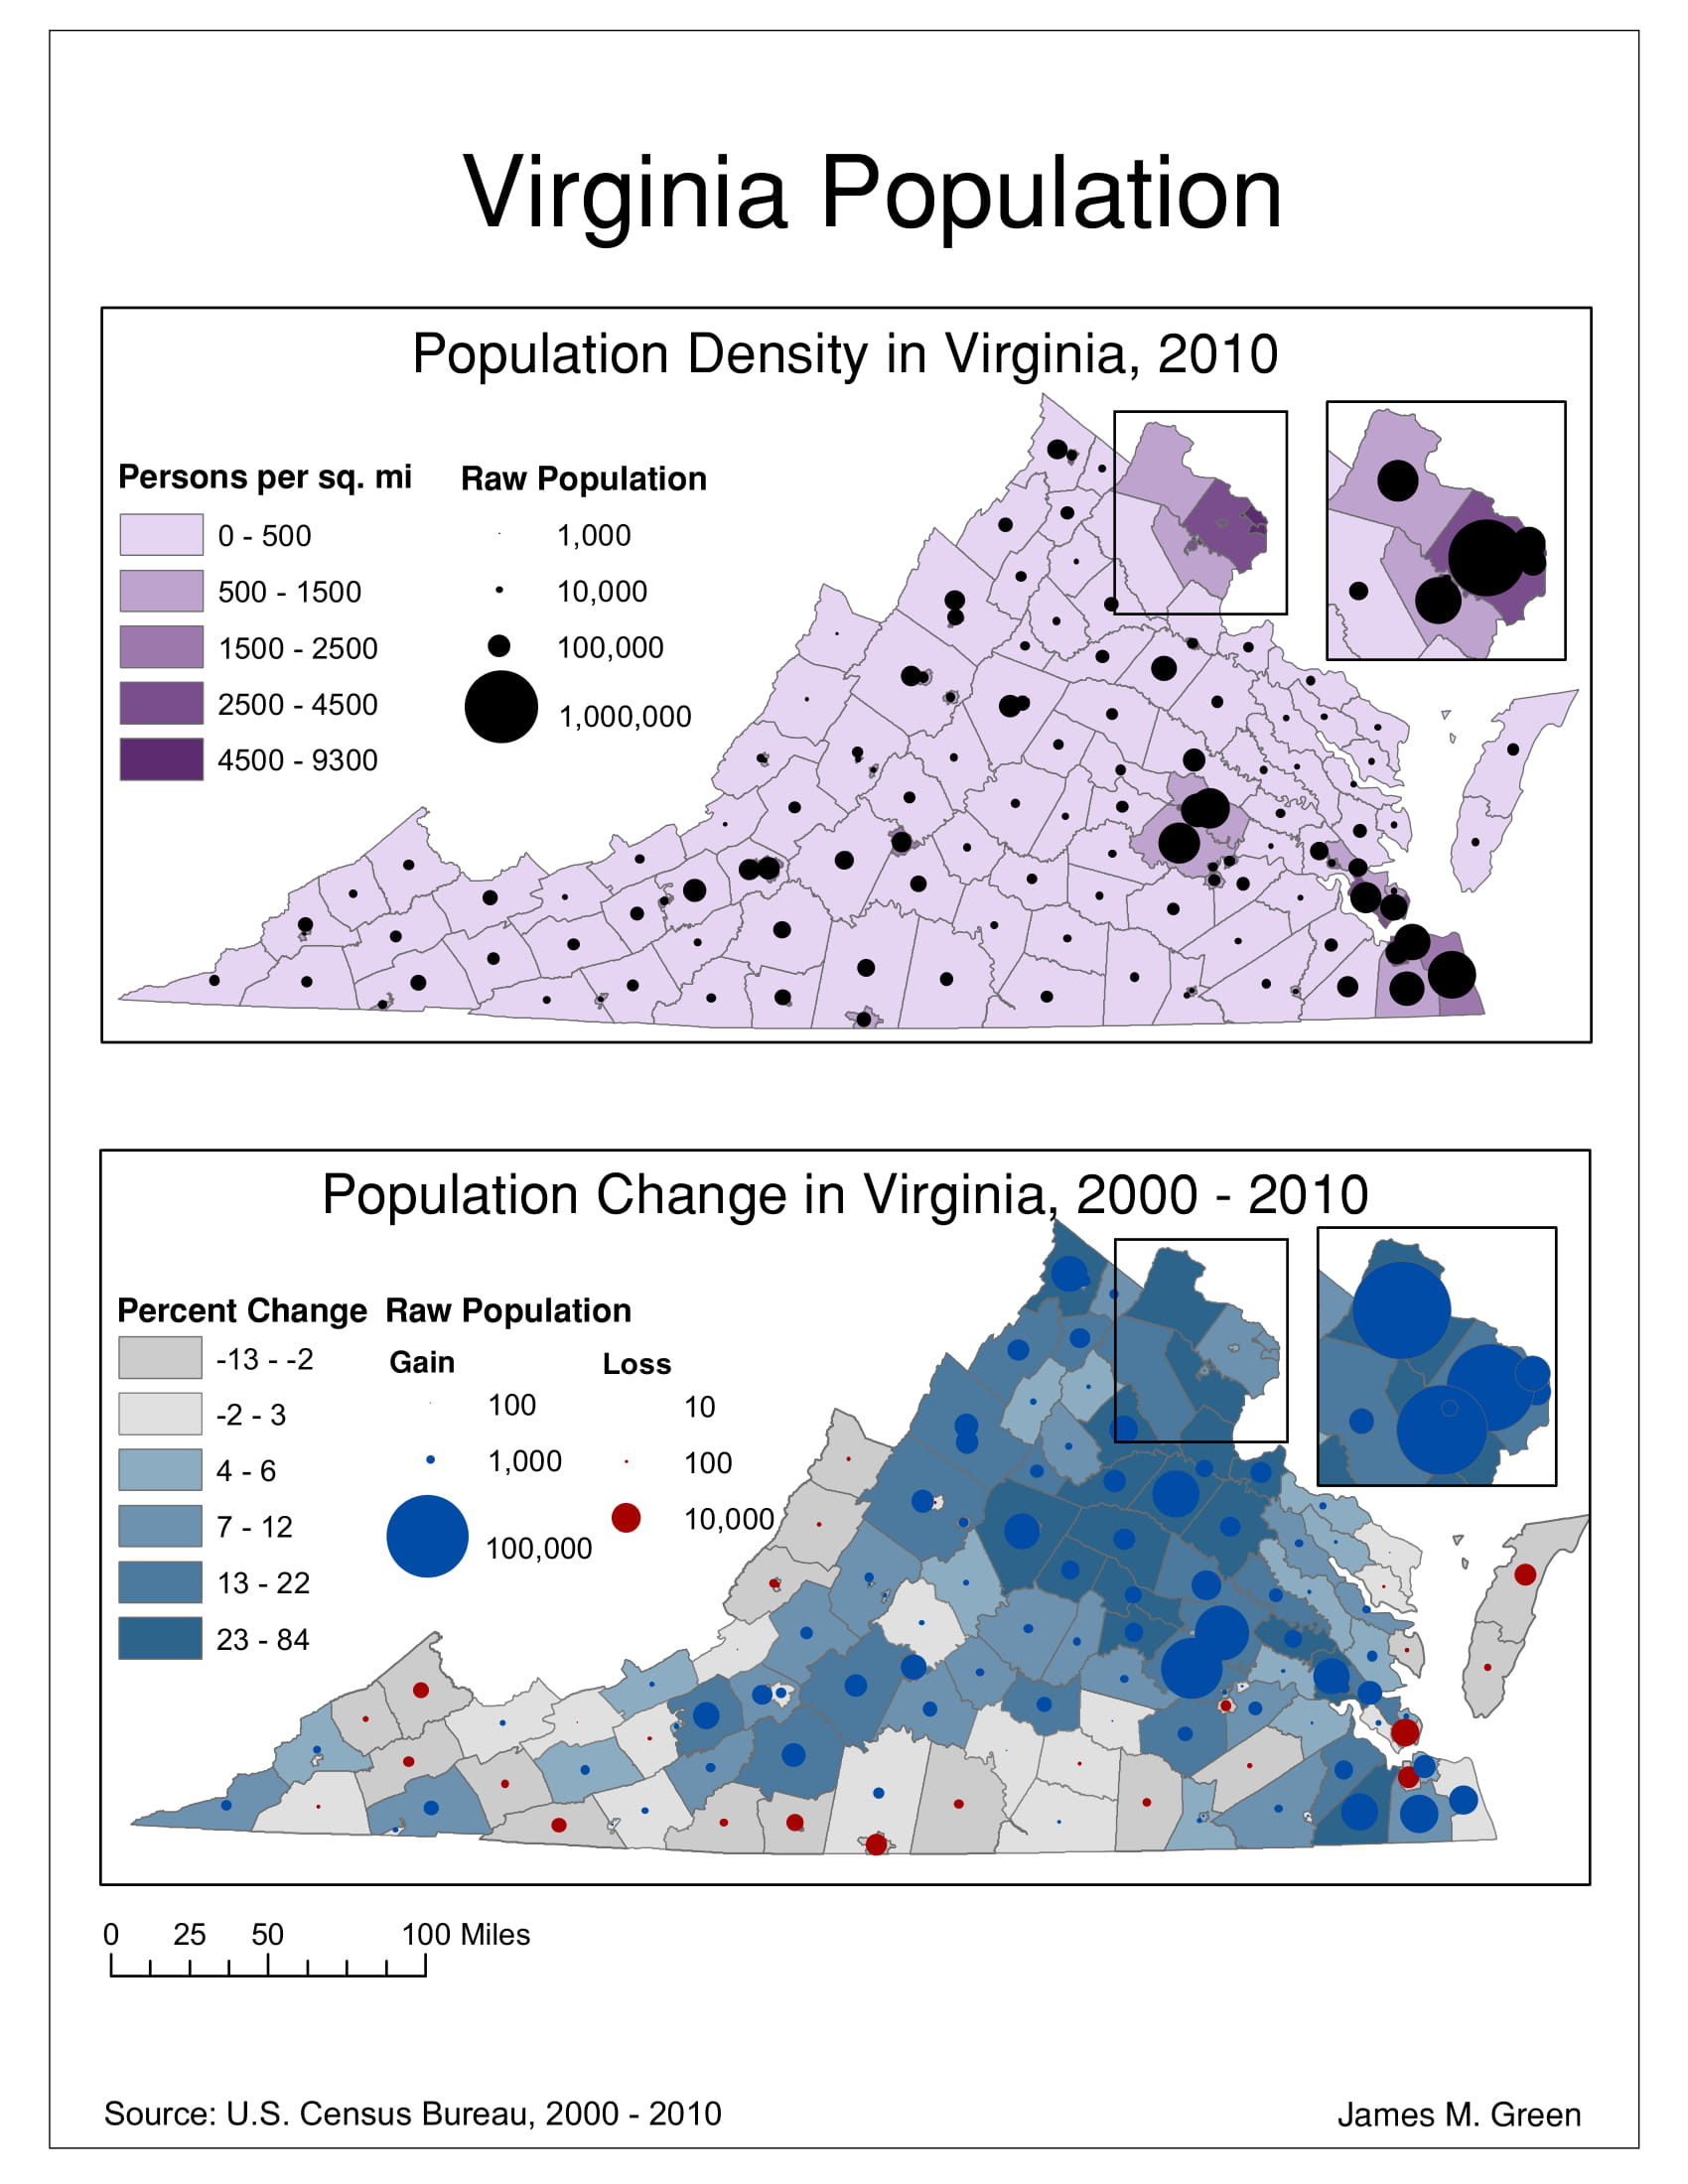 Virginia Population
Population Density in Virginia, 2010
Persons per sq. mi
0 - 500
500 - 1500
1500 - 2500
2500 - 4500
4500 - 9300
Raw Population
1,000
10,000
100,000
1,000,000
Population Change in Virginia, 2000 - 2010
Percent Change
-13 - -2
-2 - 3
4 - 6
7 - 12
13 - 22
23 - 84
Raw Population
Gain
100
1,000
100,000
Loss
10
100
10,000
0 25 50 100 Miles
Source: U.S. Census Bureau, 2000 - 2010
James M. Green